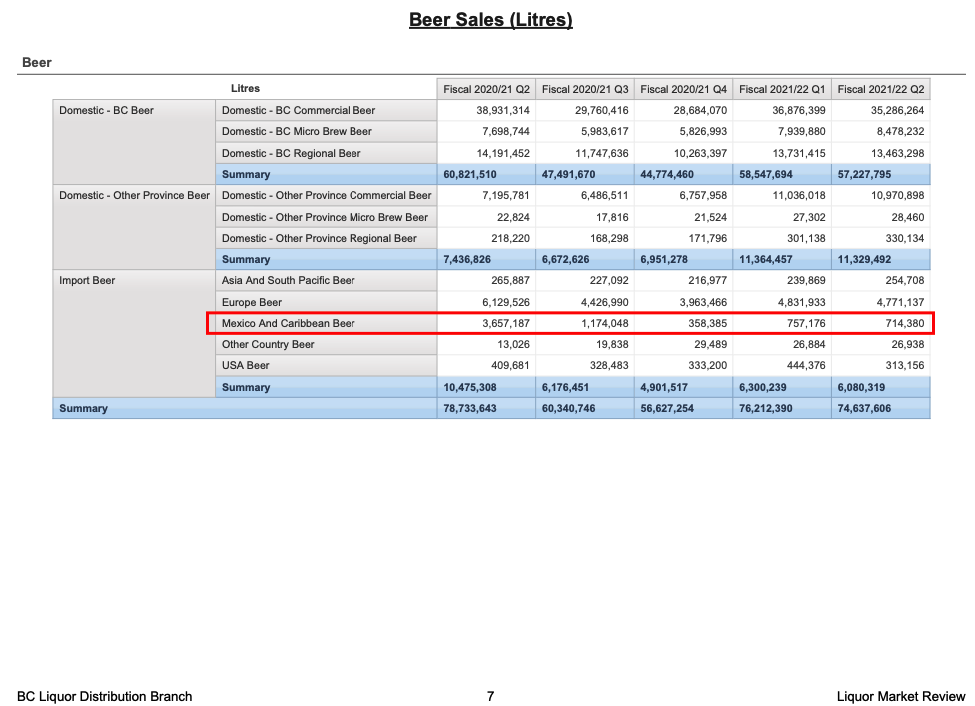 Beer Sales (Litres)
Beer
Litres Fiscal 2020/21 Q2 Fiscal 2020/21 Q3 Fiscal 2020/21 Q4 Fiscal 2021/22 Q1 Fiscal 2021/22 Q2
Domestic - BC Beer Domestic - BC Commercial Beer 38,931,314 29,760,416 28,684,070 36,876,399 35,286,264
Domestic - BC Micro Brew Beer 7,698,744 5,983,617 5,826,993 7,939,880 8,478,232
Domestic - BC Regional Beer 14,191,452 11,747,636 10,263,397 13,731,415 13,463,298
Summary 60,821,510 47,491,670 44,774,460 58,547,694 57,227,795
Domestic - Other Province Beer Domestic - Other Province Commercial Beer 7,195,781 6,486,511 6,757,958 11,036,018 10,970,898
Domestic - Other Province Micro Brew Beer 22,824 17,816 21,524 27,302 28,460
Domestic - Other Province Regional Beer 218,220 168,298 171,796 301,138 330,134
Summary 7,436,826 6,672,626 6,951,278 11,364,457 11,329,492
Import Beer Asia And South Pacific Beer 265,887 227,092 216,977 239,869 254,708
Europe Beer 6,129,526 4,426,990 3,963,466 4,831,933 4,771,137
Mexico And Caribbean Beer 3,657,187 1,174,048 358,385 757,176 714,380
Other Country Beer 13,026 19,838 29,489 26,884 26,938
USA Beer 409,681 328,483 333,200 444,376 313,156
Summary 10,475,308 6,176,451 4,901,517 6,300,239 6,080,319
Summary 78,733,643 60,340,746 56,627,254 76,212,390 74,637,606
BC Liquor Distribution Branch 7 Liquor Market Review